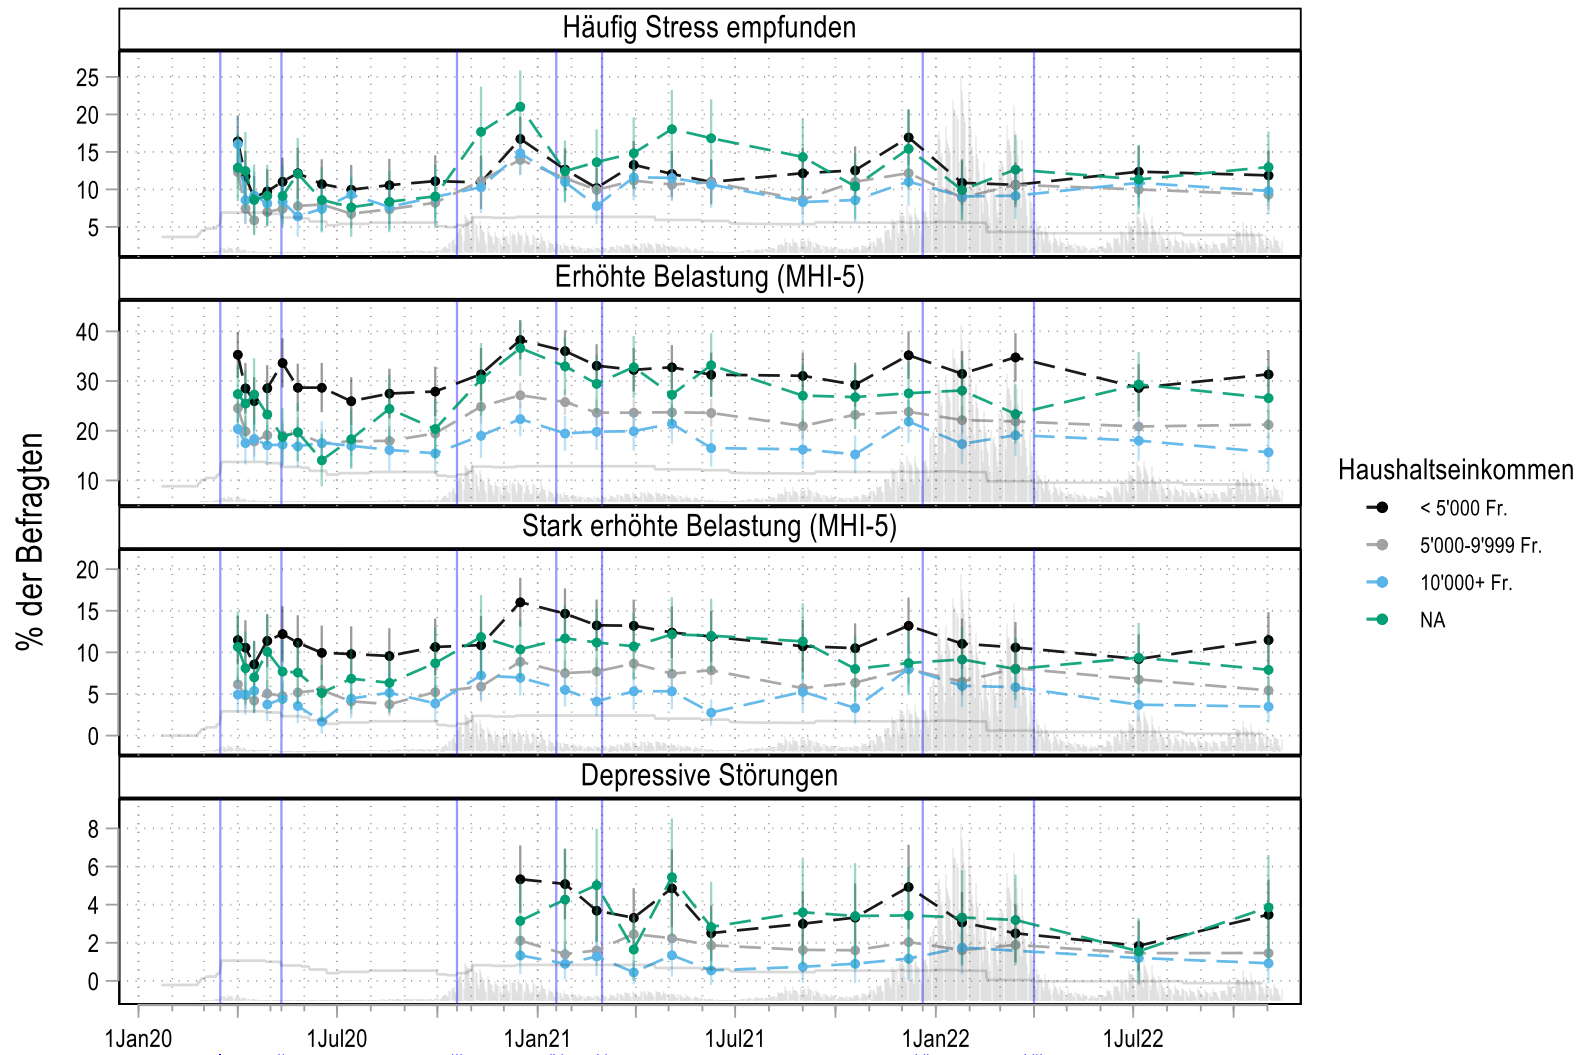 Häufig Stress empfunden
25
20
15
10
5
Erhöhte Belastung (MHI-5)
40
30
20
10
Stark erhöhte Belastung (MHI-5)
20
15
10
5
0
Depressive Störungen
8
6
4
2
0
1Jan20 1Jul20 1Jan21 1Jul21 1Jan22 1Jul22
% der Befragten
Haushaltseinkommen
< 5'000 Fr.
5'000-9'999 Fr.
10'000+ Fr.
NA